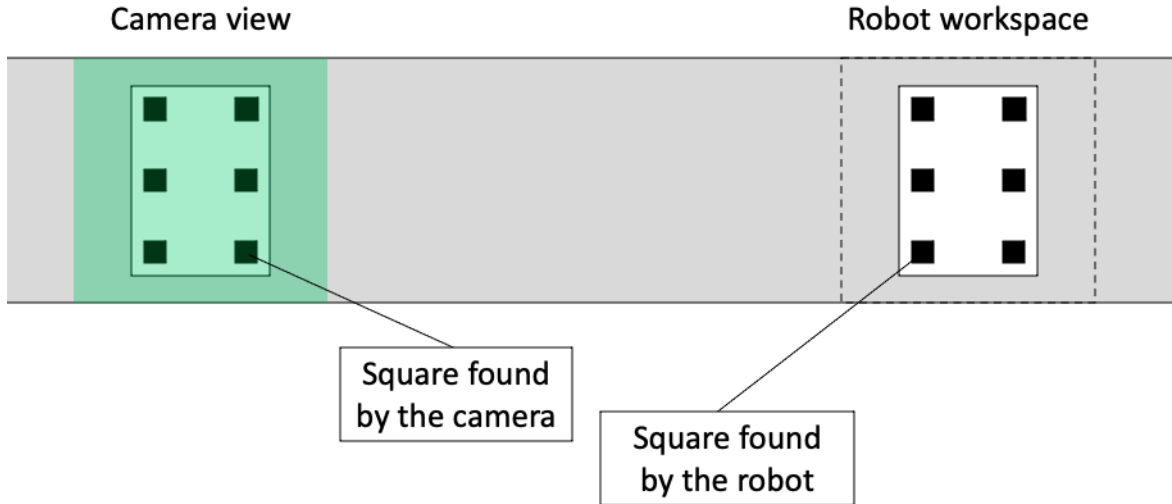 Camera view
Robot workspace
Square found
by the camera
Square found
by the robot